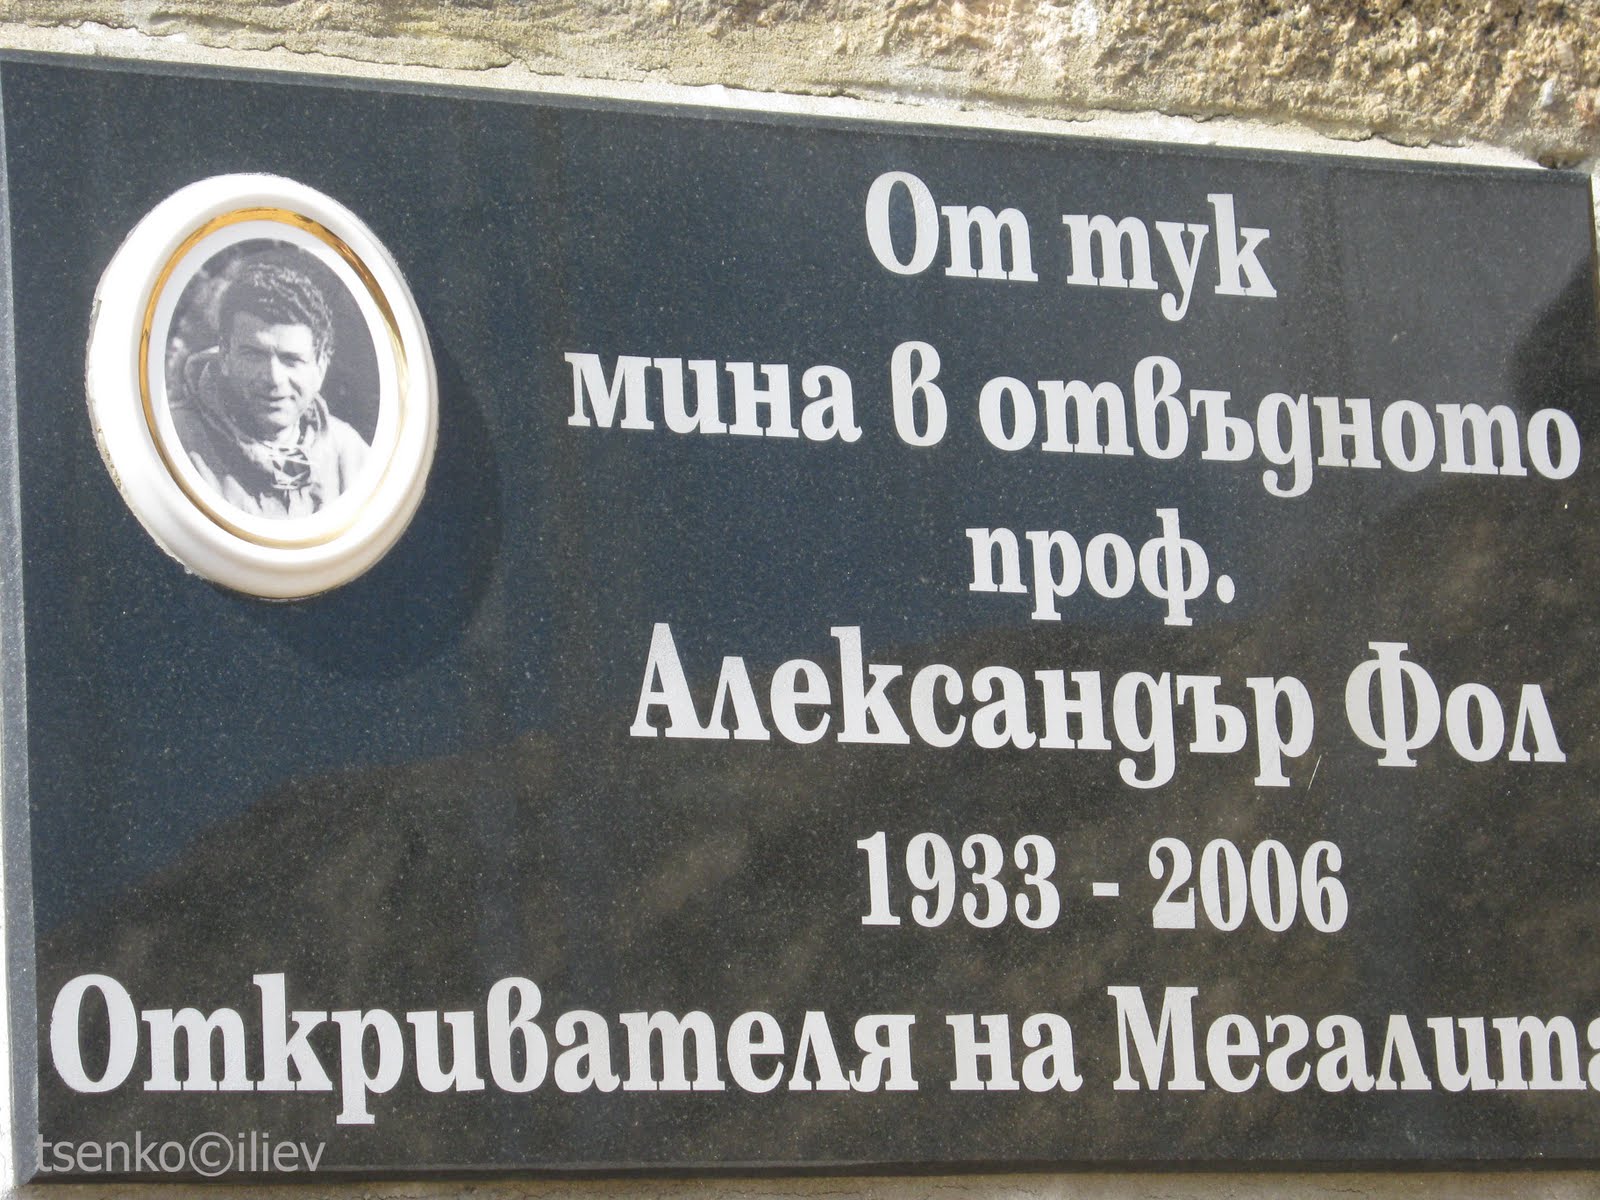 От тук
мина в отвъдното
проф.
Александър Фол
1933 - 2006
Откривателя на Мегалита
tsenko©iliev